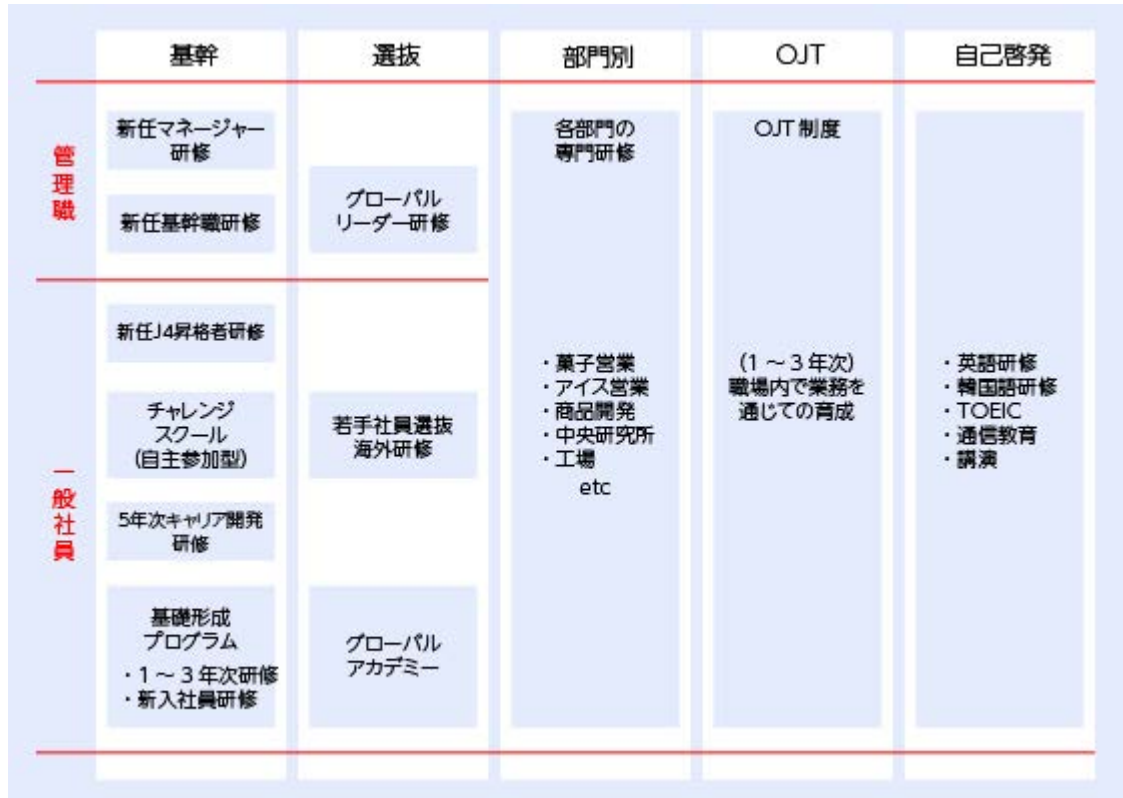 基幹
選抜
部門別
OJT
自己啓発
管理職
新任マネージャー
研修
新任基幹職研修
グローバル
リーダー研修
各部門の
専門研修
OJT制度
一般社員
新任J4昇格者研修
チャレンジ
スクール
(自主参加型)
5年次キャリア開発
研修
基礎形成
プログラム
・1～3年次研修
・新入社員研修
若手社員選抜
海外研修
グローバル
アカデミー
・菓子営業
・アイス営業
・商品開発
・中央研究所
・工場
etc
(1～3年次)
職場内で業務を
通じての育成
・英語研修
・韓国語研修
・TOEIC
・通信教育
・講演